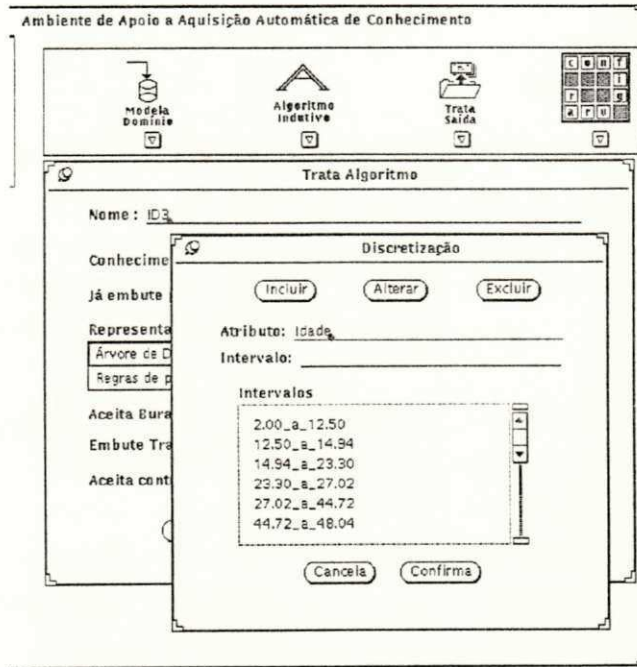 Ambiente de Apoio a Aquisição Automática de Conhecimento
Modela
Domínio
Algoritmo
Indutivo
Trata
Saída
c o n f
i
r g
a r u
Trata Algoritmo
Nome : ID3
Conhecime
Já embute
Representa
Árvore de D
Regras de p
Aceita Bura
Embute Tra
Aceita cont
Discretização
Incluir
Alterar
Excluir
Atributo: Idade
Intervalo:
Intervalos
2.00_a_12.50
12.50_a_14.94
14.94_a_23.30
23.30_a_27.02
27.02_a_44.72
44.72_a_48.04
Cancela
Confirma